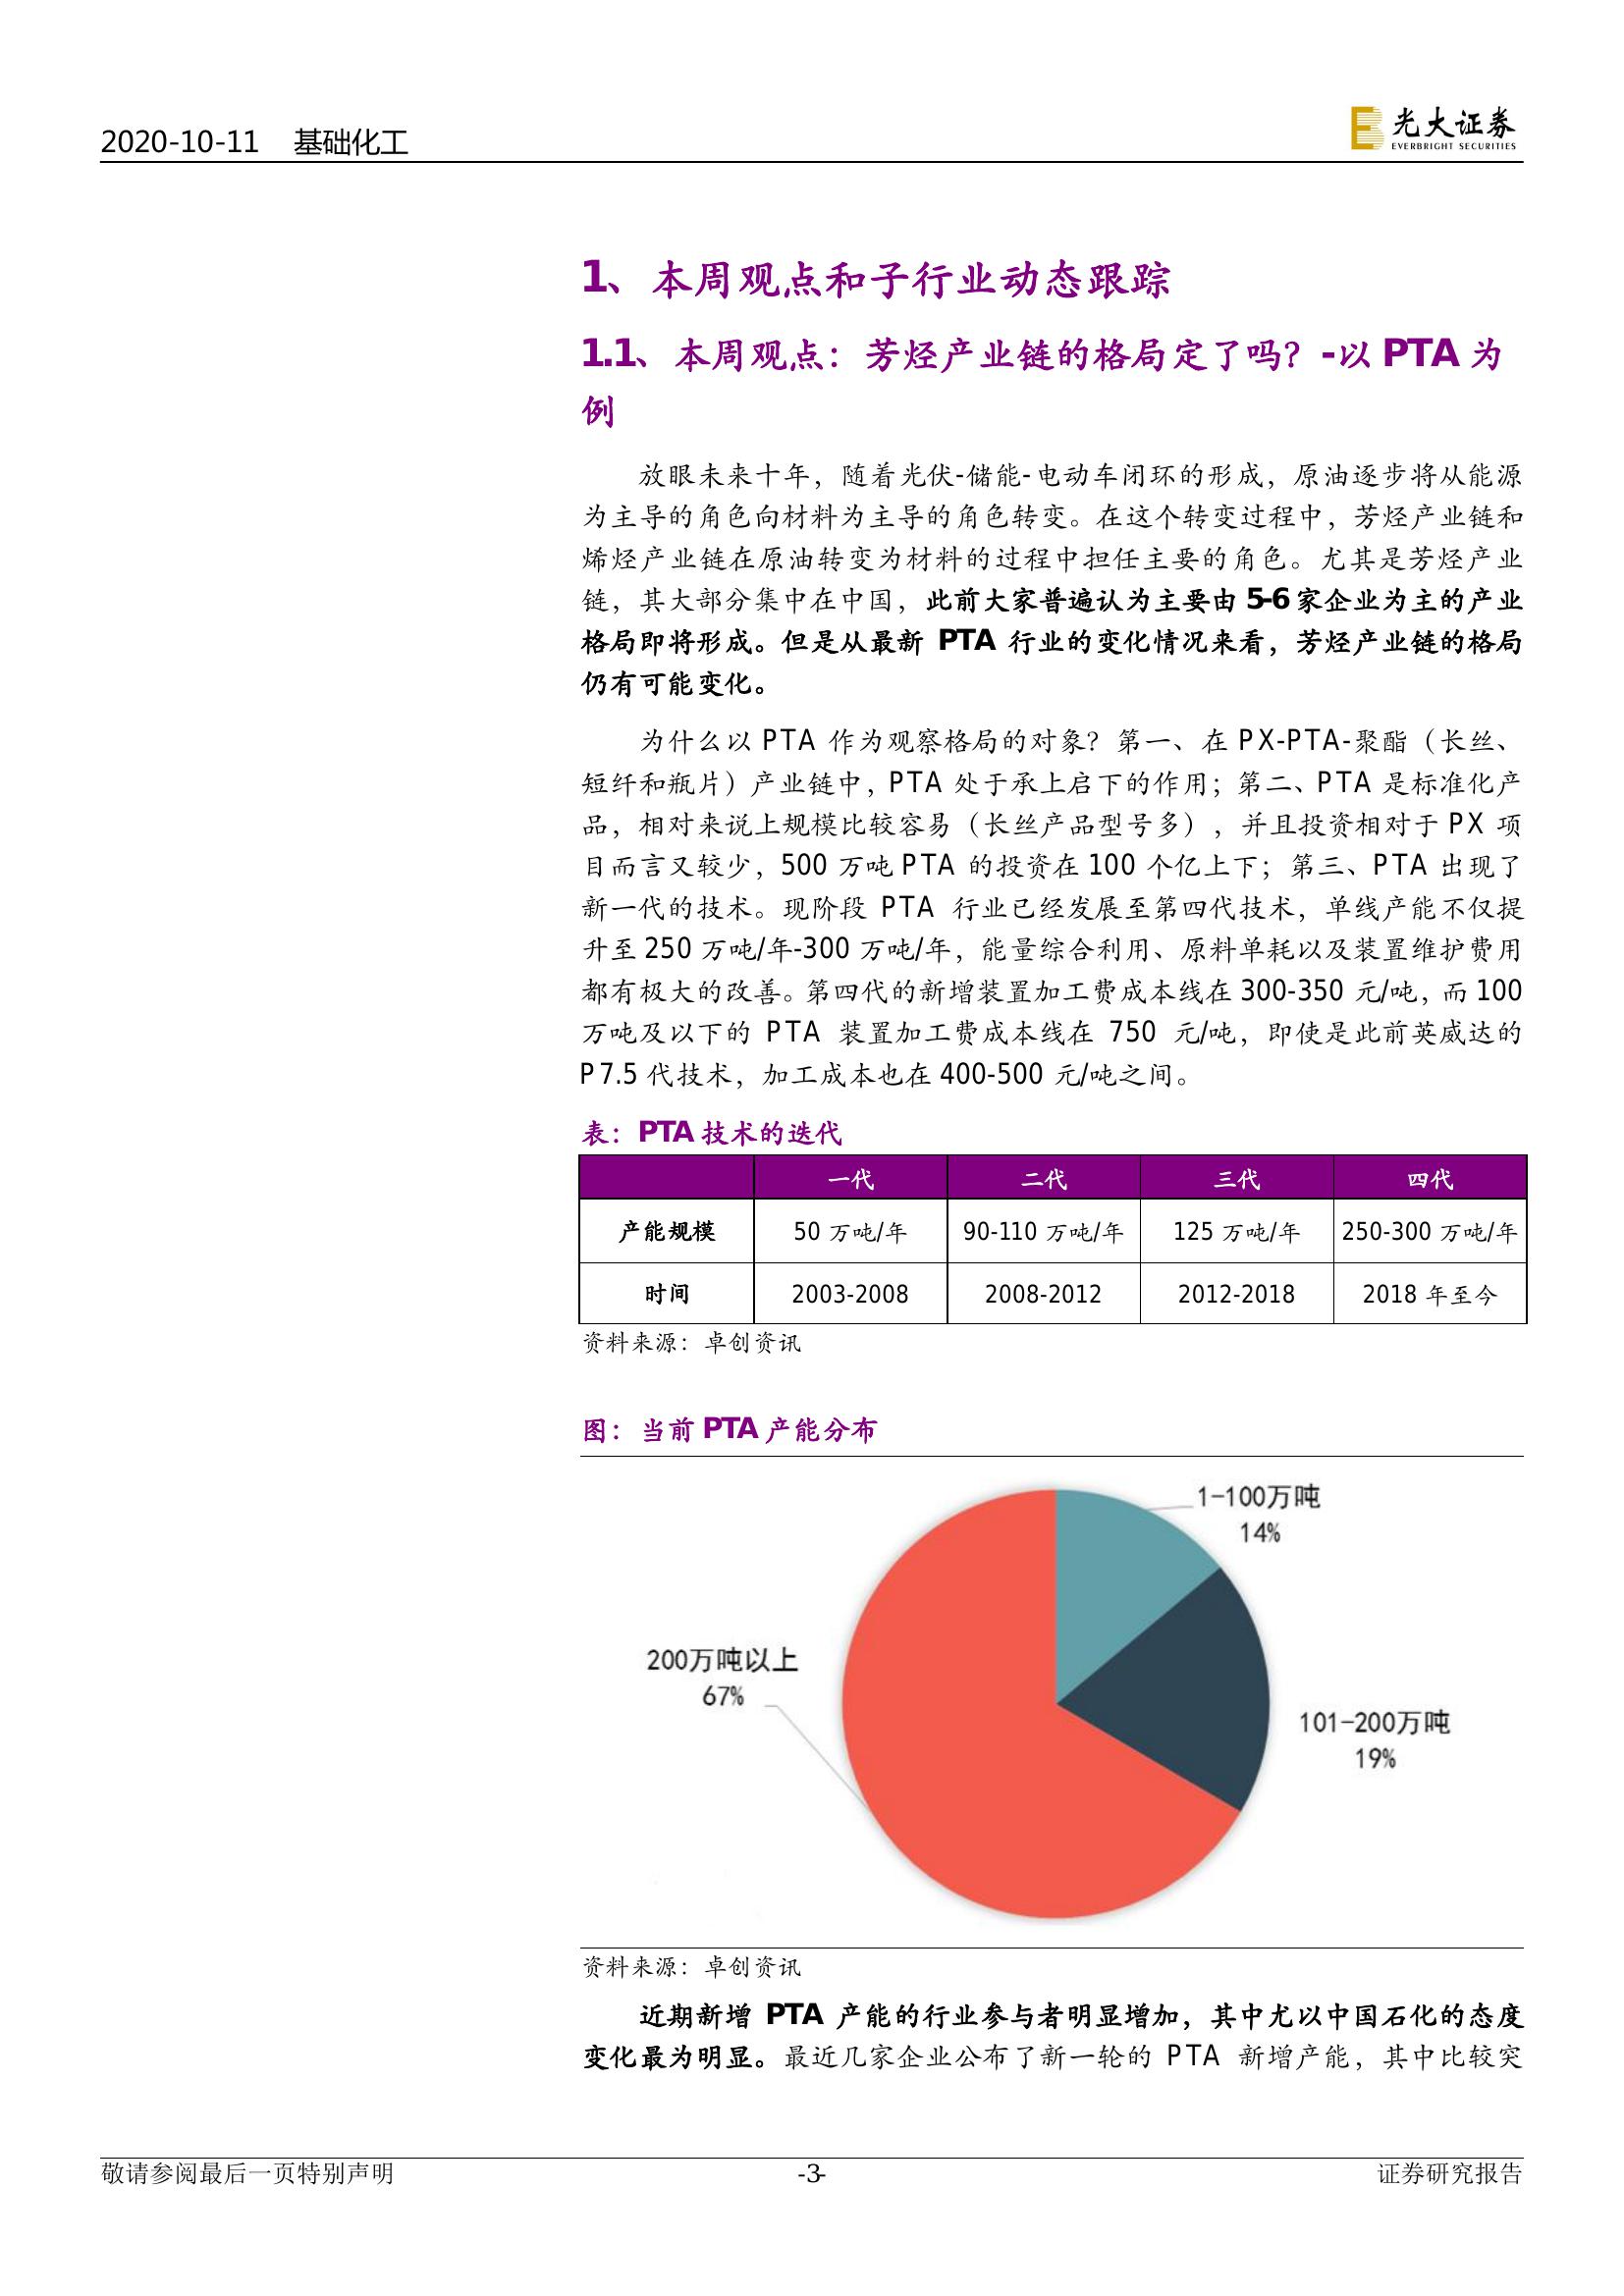 2020-10-11 基础化工
光大证券
EVERBRIGHT SECURITIES
1、本周观点和子行业动态跟踪
1.1、本周观点：芳烃产业链的格局定了吗？-以 PTA 为
例
放眼未来十年，随着光伏-储能-电动车闭环的形成，原油逐步将从能源
为主导的角色向材料为主导的角色转变。在这个转变过程中，芳烃产业链和
烯烃产业链在原油转变为材料的过程中担任主要的角色。尤其是芳烃产业
链，其大部分集中在中国，此前大家普遍认为主要由 5-6 家企业为主的产业
格局即将形成。但是从最新 PTA 行业的变化情况来看，芳烃产业链的格局
仍有可能变化。
为什么以 PTA 作为观察格局的对象？第一、在 PX-PTA-聚酯（长丝、
短纤和瓶片）产业链中，PTA 处于承上启下的作用；第二、PTA 是标准化产
品，相对来说上规模比较容易（长丝产品型号多），并且投资相对于 PX 项
目而言又较少，500 万吨 PTA 的投资在 100 个亿上下；第三、PTA 出现了
新一代的技术。现阶段 PTA 行业已经发展至第四代技术，单线产能不仅提
升至 250 万吨/年-300 万吨/年，能量综合利用、原料单耗以及装置维护费用
都有极大的改善。第四代的新增装置加工费成本线在 300-350 元/吨，而 100
万吨及以下的 PTA 装置加工费成本线在 750 元/吨，即使是此前英威达的
P7.5 代技术，加工成本也在 400-500 元/吨之间。
表：PTA 技术的迭代
一代 二代 三代 四代
产能规模 50 万吨/年 90-110 万吨/年 125 万吨/年 250-300 万吨/年
时间 2003-2008 2008-2012 2012-2018 2018 年至今
资料来源：卓创资讯
图：当前 PTA 产能分布
1-100万吨
14%
200万吨以上
67%
101-200万吨
19%
资料来源：卓创资讯
近期新增 PTA 产能的行业参与者明显增加，其中尤以中国石化的态度
变化最为明显。最近几家企业公布了新一轮的 PTA 新增产能，其中比较突
敬请参阅最后一页特别声明 -3- 证券研究报告